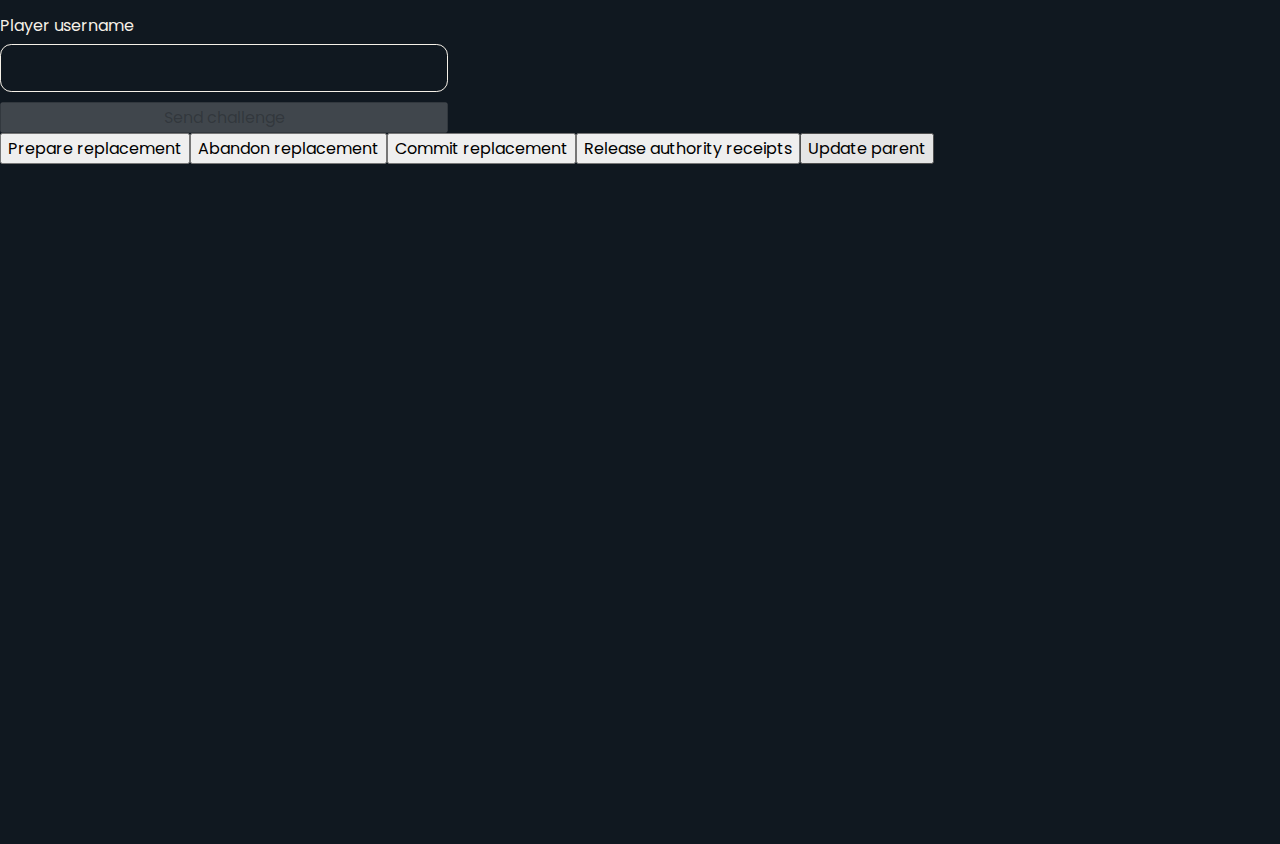 Player username
Send challenge
Prepare replacement Abandon replacement Commit replacement Release authority receipts Update parent